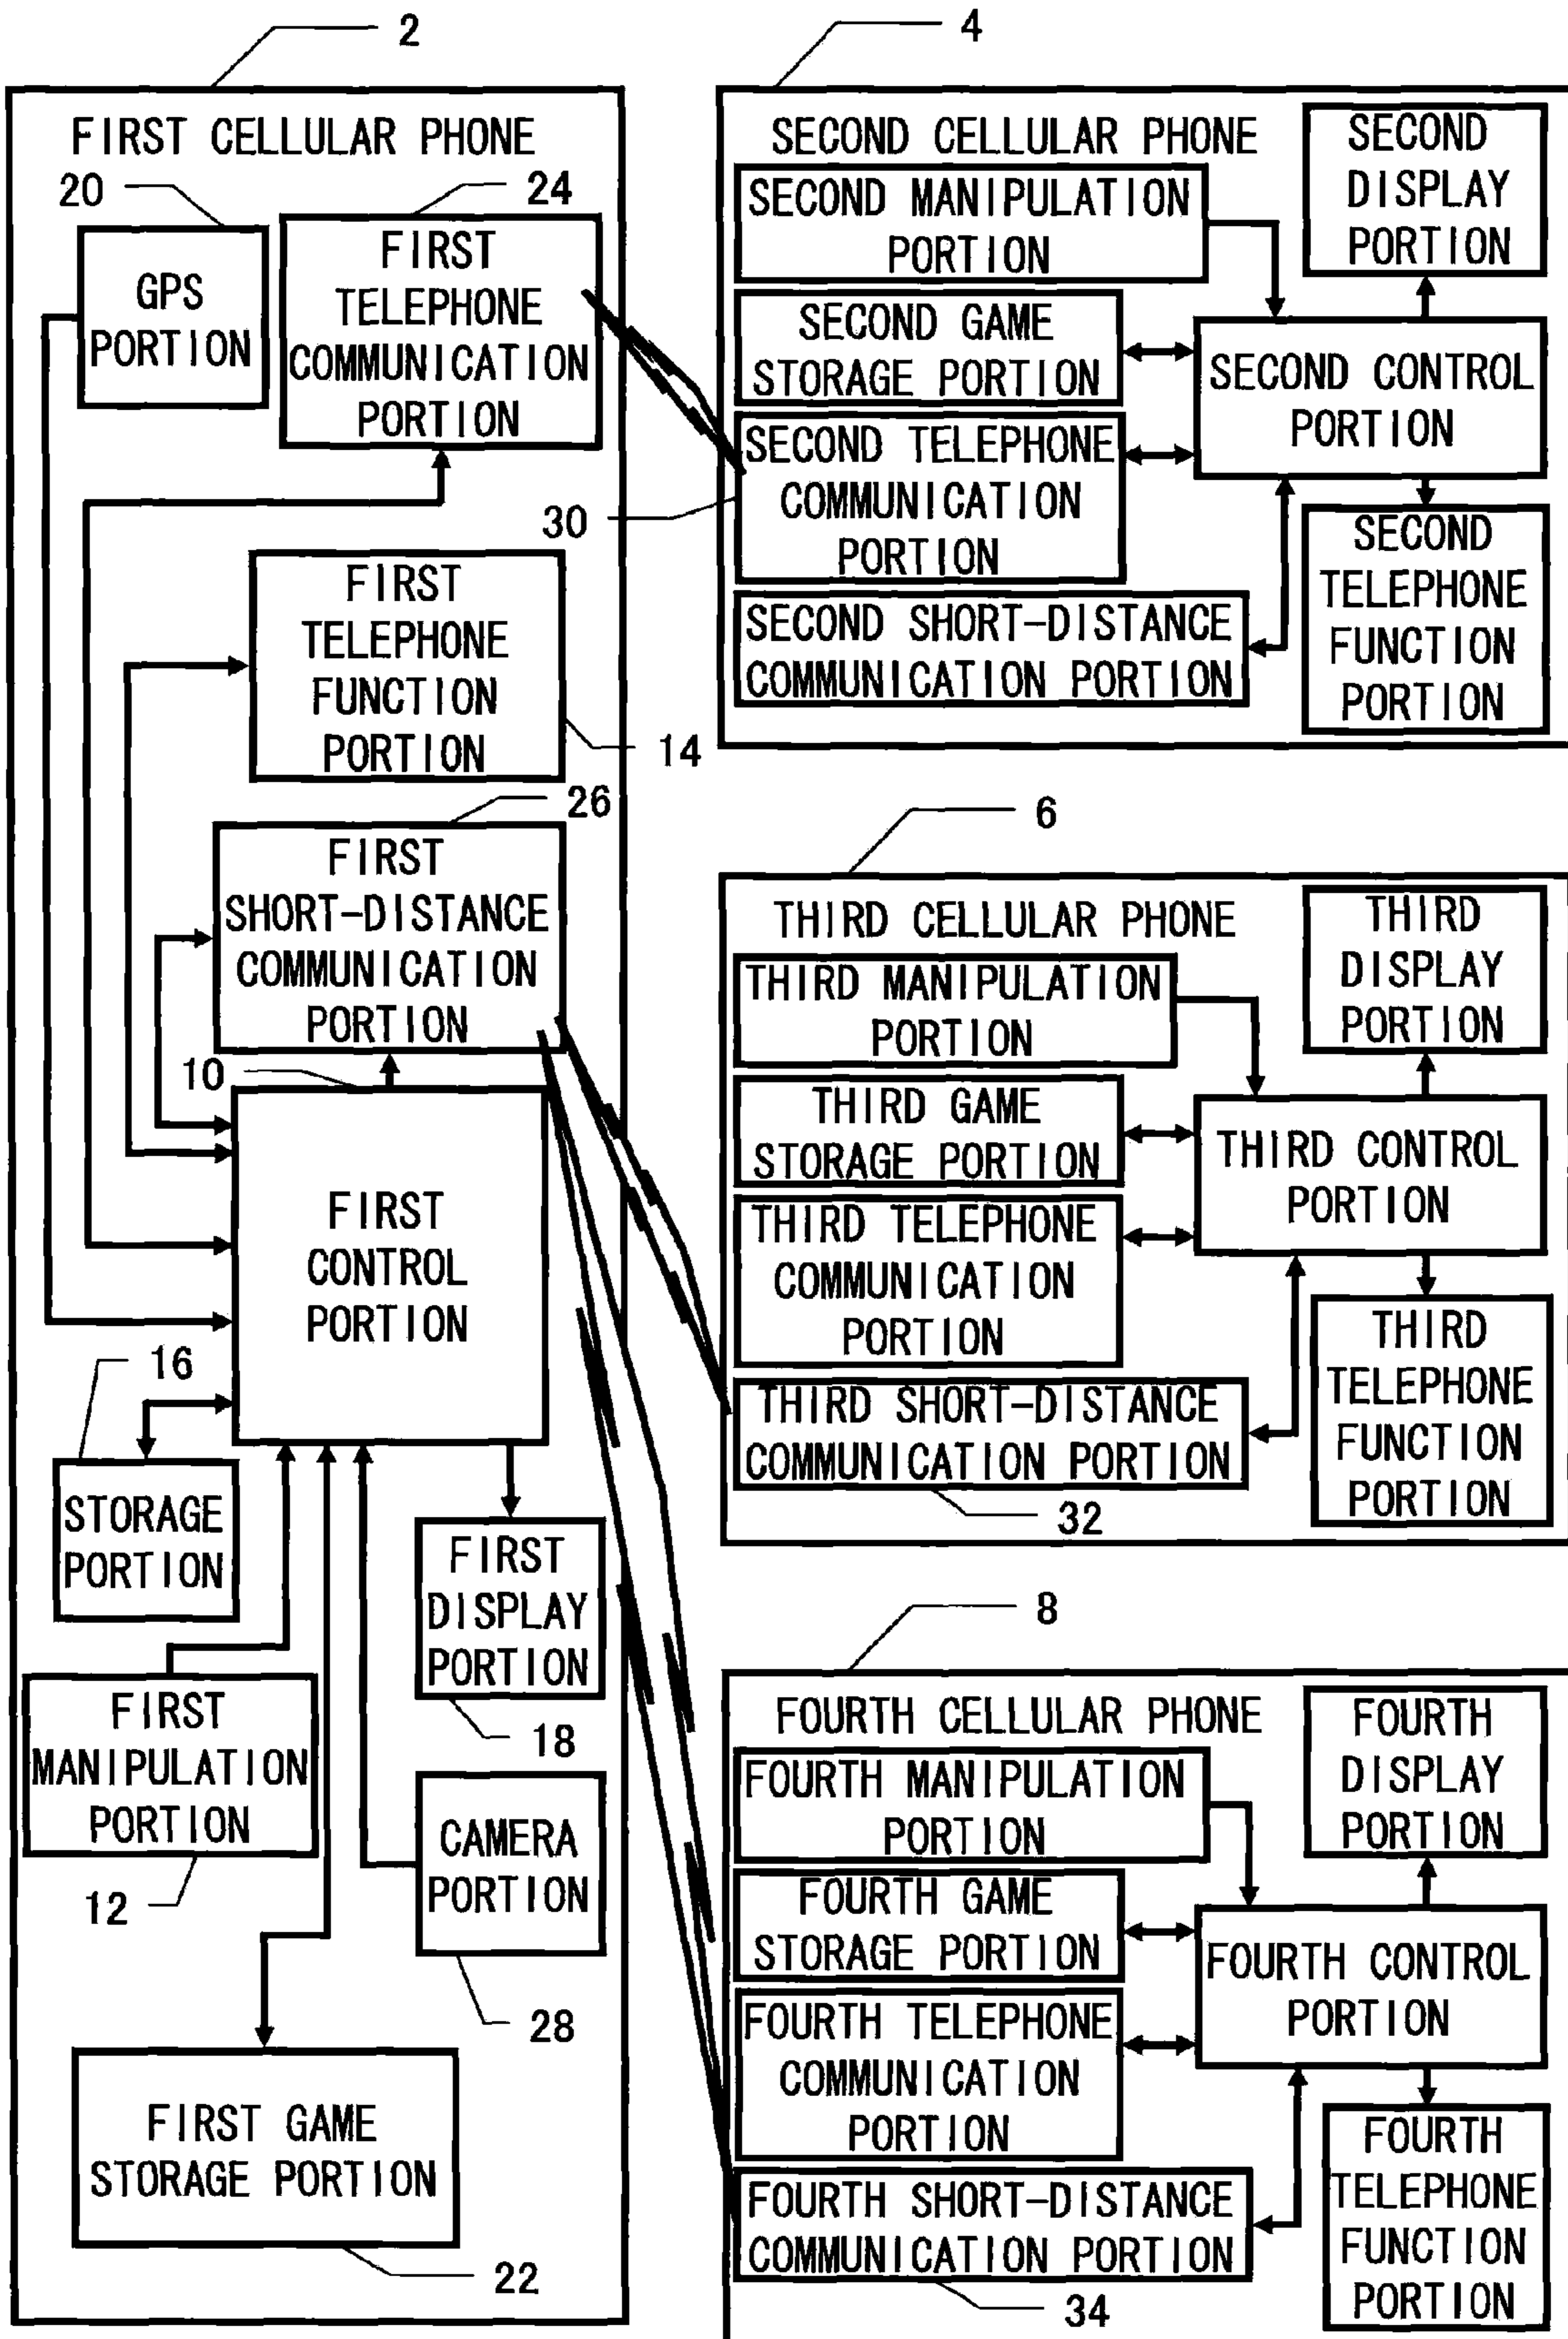 2
FIRST CELLULAR PHONE
20
24
GPS
PORTION
FIRST
TELEPHONE
COMMUNICATION
PORTION
FIRST
TELEPHONE
FUNCTION
PORTION
14
26
FIRST
SHORT-DISTANCE
COMMUNICATION
PORTION
10
FIRST
CONTROL
PORTION
16
STORAGE
PORTION
FIRST
DISPLAY
PORTION
18
FIRST
MANIPULATION
PORTION
12
CAMERA
PORTION
28
FIRST GAME
STORAGE PORTION
22
4
SECOND CELLULAR PHONE
SECOND
DISPLAY
PORTION
SECOND MANIPULATION
PORTION
SECOND GAME
STORAGE PORTION
SECOND CONTROL
PORTION
SECOND TELEPHONE
COMMUNICATION
PORTION
30
SECOND SHORT-DISTANCE
COMMUNICATION PORTION
SECOND
TELEPHONE
FUNCTION
PORTION
6
THIRD CELLULAR PHONE
THIRD
DISPLAY
PORTION
THIRD MANIPULATION
PORTION
THIRD GAME
STORAGE PORTION
THIRD CONTROL
PORTION
THIRD TELEPHONE
COMMUNICATION
PORTION
THIRD SHORT-DISTANCE
COMMUNICATION PORTION
32
THIRD
TELEPHONE
FUNCTION
PORTION
8
FOURTH CELLULAR PHONE
FOURTH
DISPLAY
PORTION
FOURTH MANIPULATION
PORTION
FOURTH GAME
STORAGE PORTION
FOURTH CONTROL
PORTION
FOURTH TELEPHONE
COMMUNICATION
PORTION
FOURTH SHORT-DISTANCE
COMMUNICATION PORTION
34
FOURTH
TELEPHONE
FUNCTION
PORTION